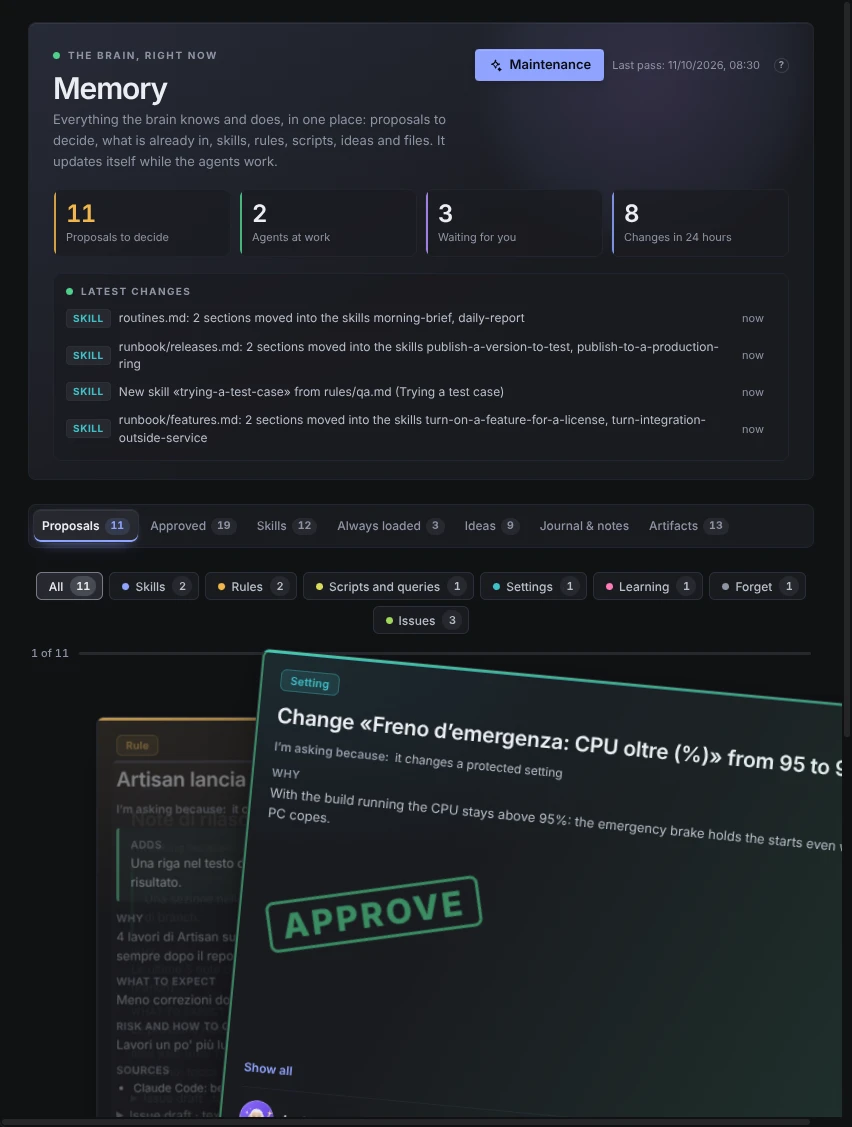 THE BRAIN, RIGHT NOW
Memory
Everything the brain knows and does, in one place: proposals to
decide, what is already in, skills, rules, scripts, ideas and files. It
updates itself while the agents work.
Maintenance
Last pass: 11/10/2026, 08:30
?
11
Proposals to decide
2
Agents at work
3
Waiting for you
8
Changes in 24 hours
LATEST CHANGES
SKILL routines.md: 2 sections moved into the skills morning-brief, daily-report now
SKILL runbook/releases.md: 2 sections moved into the skills publish-a-version-to-test, publish-to-a-production-
ring now
SKILL New skill «trying-a-test-case» from rules/qa.md (Trying a test case) now
SKILL runbook/features.md: 2 sections moved into the skills turn-on-a-feature-for-a-license, turn-integration-
outside-service now
Proposals 11 Approved 19 Skills 12 Always loaded 3 Ideas 9 Journal & notes Artifacts 13
All 11 Skills 2 Rules 2 Scripts and queries 1 Settings 1 Learning 1 Forget 1
Issues 3
1 of 11
Setting
Change «Freno d’emergenza: CPU oltre (%)» from 95 to
I’m asking because: it changes a protected setting
WHY
With the build running the CPU stays above 95%: the emergency brake holds the starts even
PC copes.
APPROVE
Show all
Rule
Artisan lancia
I’m asking because: it
ADDS
Una riga nel testo
risultato.
WHY
4 lavori di Artisan
sempre dopo il
WHAT TO EXPECT
Meno correzioni
RISK AND HOW TO
Lavori un po’ più
SOURCES
Claude Code:
Issue draft